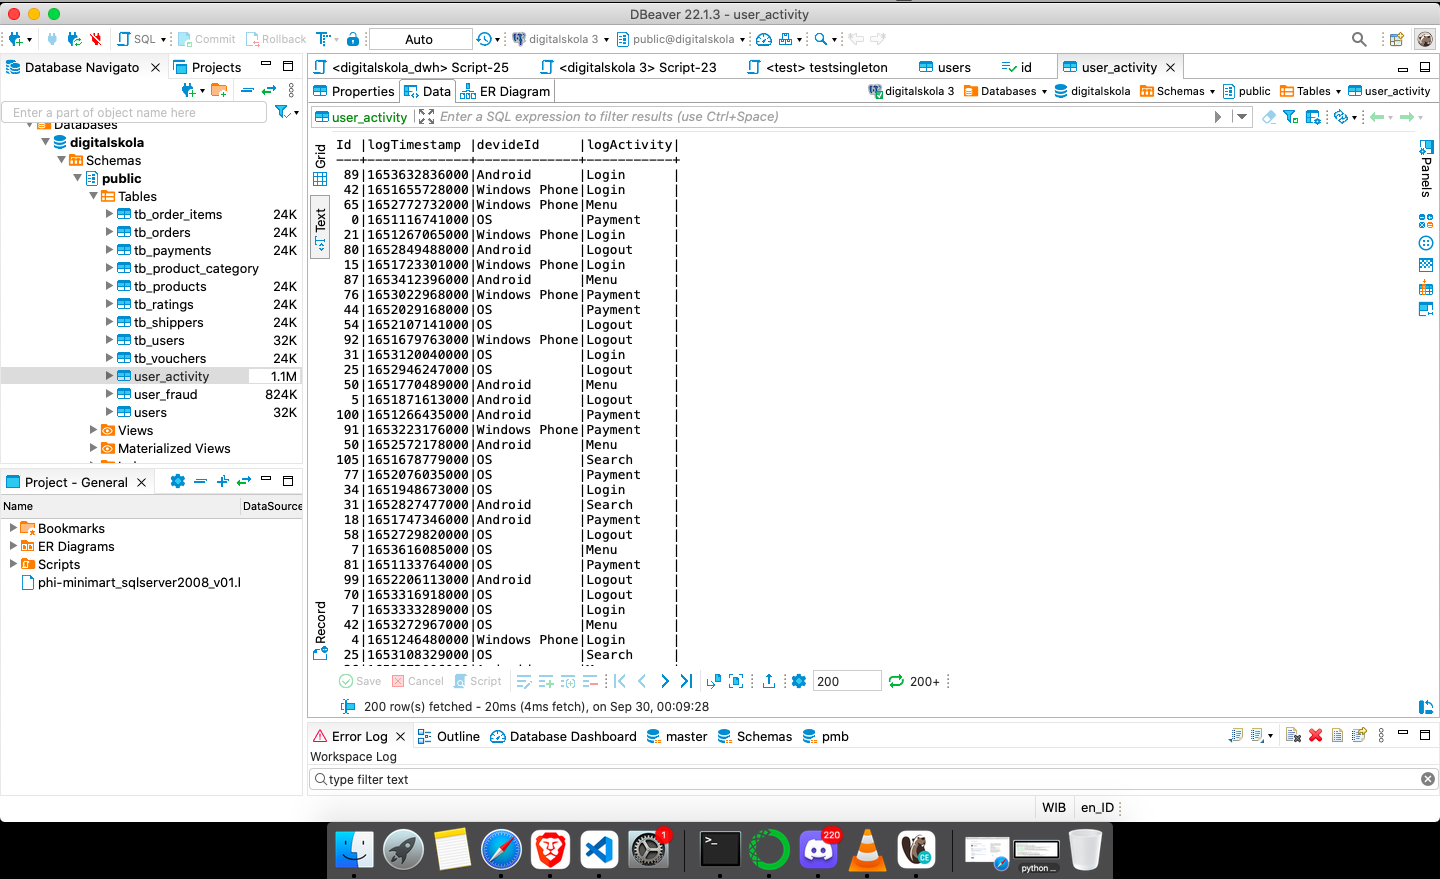 DBeaver 22.1.3 - user_activity
SQL
Commit
Rollback
Auto
digitalskola 3
public@digitalskola
Database Navigato
Projects
Enter a part of object name here
Databases
digitalskola
Schemas
public
Tables
tb_order_items 24K
tb_orders 24K
tb_payments 24K
tb_product_category
tb_products 24K
tb_ratings 24K
tb_shippers 24K
tb_users 32K
tb_vouchers 24K
user_activity 1.1M
user_fraud 824K
users 32K
Views
Materialized Views
Project - General
Name DataSource
Bookmarks
ER Diagrams
Scripts
phi-minimart_sqlserver2008_v01.l
<digitalskola_dwh> Script-25
<digitalskola 3> Script-23
<test> testsingleton
users
id
user_activity
Properties
Data
ER Diagram
digitalskola 3
Databases
digitalskola
Schemas
public
Tables
user_activity
user_activity
Enter a SQL expression to filter results (use Ctrl+Space)
Grid
Text
Record
Panels
Id |logTimestamp |devideId |logActivity|
---+-------------+-------------+-----------+
89|1653632836000|Android |Login |
42|1651655728000|Windows Phone|Login |
65|1652772732000|Windows Phone|Menu |
0|1651116741000|OS |Payment |
21|1651267065000|Windows Phone|Login |
80|1652849488000|Android |Logout |
15|1651723301000|Windows Phone|Login |
87|1653412396000|Android |Menu |
76|1653022968000|Windows Phone|Payment |
44|1652029168000|OS |Payment |
54|1652107141000|OS |Logout |
92|1651679763000|Windows Phone|Logout |
31|1653120040000|OS |Login |
25|1652946247000|OS |Logout |
50|1651770489000|Android |Menu |
5|1651871613000|Android |Logout |
100|1651266435000|Android |Payment |
91|1653223176000|Windows Phone|Payment |
50|1652572178000|Android |Menu |
105|1651678779000|OS |Search |
77|1652076035000|OS |Payment |
34|1651948673000|OS |Login |
31|1652827477000|Android |Search |
18|1651747346000|Android |Payment |
58|1652729820000|OS |Logout |
7|1653616085000|OS |Menu |
81|1651133764000|OS |Payment |
99|1652206113000|Android |Logout |
70|1653316918000|OS |Logout |
7|1653333289000|OS |Login |
42|1653272967000|OS |Menu |
4|1651246480000|Windows Phone|Login |
25|1653108329000|OS |Search |
Save
Cancel
Script
200
200+
200 row(s) fetched - 20ms (4ms fetch), on Sep 30, 00:09:28
Error Log
Outline
Database Dashboard
master
Schemas
pmb
Workspace Log
type filter text
WIB
en_ID
1
220
CE
python ...